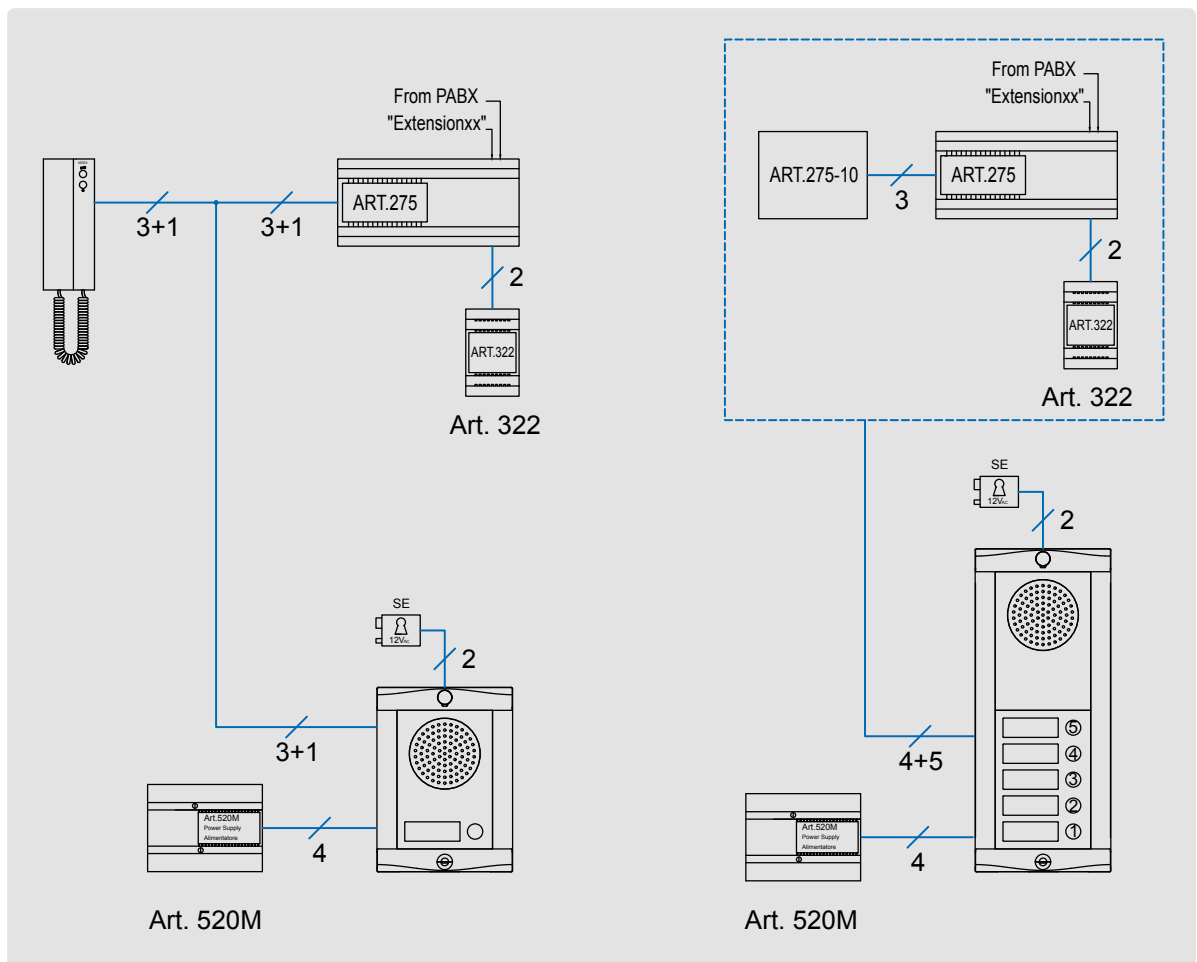 From PABX
"Extensionxx"
ART.275
3+1
3+1
2
ART.322
Art. 322
SE
12VAC
2
3+1
Art.520M
Power Supply
Alimentatore
4
Art. 520M
From PABX
"Extensionxx"
ART.275-10
3
ART.275
2
ART.322
Art. 322
SE
12VAC
2
4+5
5
4
3
2
1
Art.520M
Power Supply
Alimentatore
4
Art. 520M